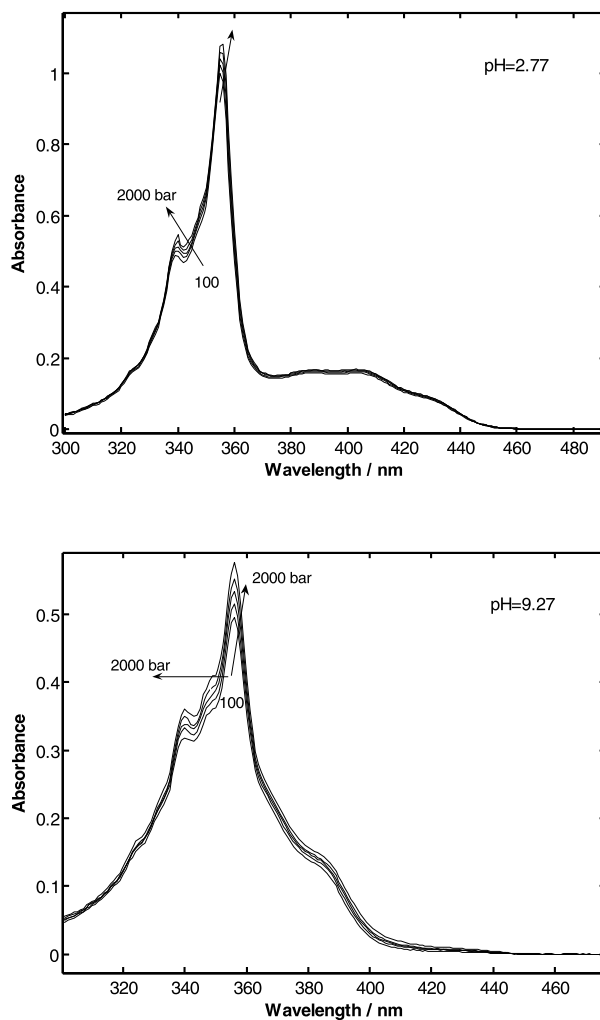 pH=2.77
1
0.8
0.6
0.4
0.2
0
Absorbance
2000 bar
100
300 320 340 360 380 400 420 440 460 480
Wavelength / nm
pH=9.27
0.5
0.4
0.3
0.2
0.1
0
Absorbance
2000 bar
2000 bar
100
320 340 360 380 400 420 440 460
Wavelength / nm